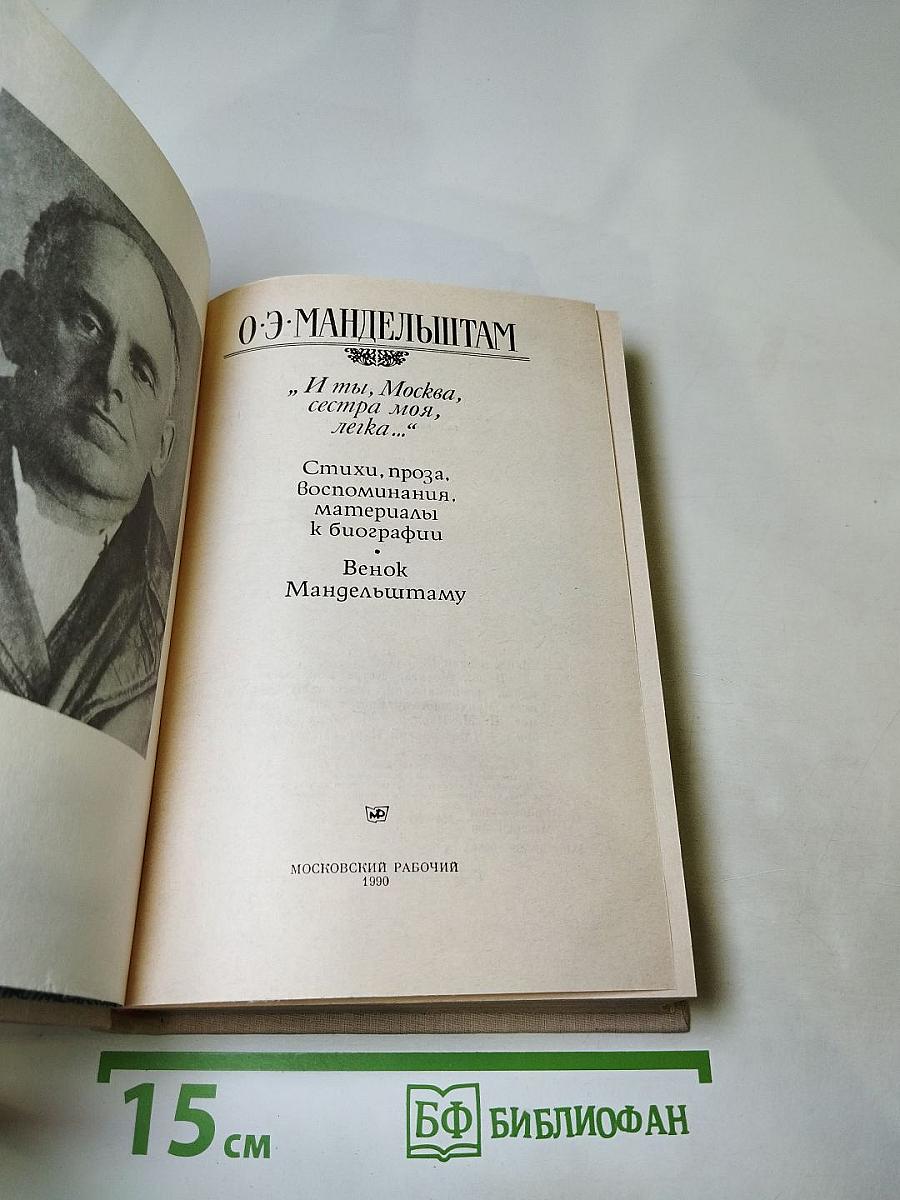 О·Э·МАНДЕЛЬШТАМ
„И ты, Москва,
сестра моя,
легка...“
Стихи, проза,
воспоминания,
материалы
к биографии
•
Венок
Мандельштаму
МР
МОСКОВСКИЙ РАБОЧИЙ
1990
15 см
БФ БИБЛИОФАН